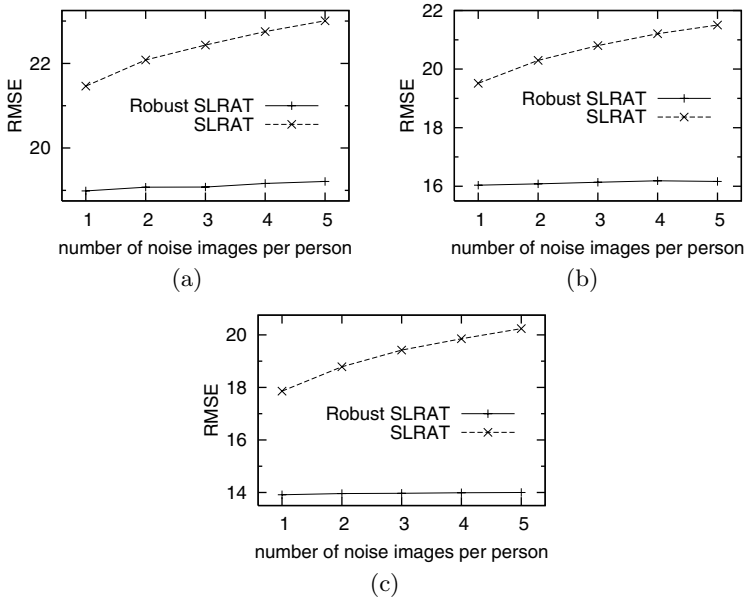 RMSE
22
19
Robust SLRAT
SLRAT
1 2 3 4 5
number of noise images per person
(a)
RMSE
22
20
18
16
Robust SLRAT
SLRAT
1 2 3 4 5
number of noise images per person
(b)
RMSE
20
18
16
14
Robust SLRAT
SLRAT
1 2 3 4 5
number of noise images per person
(c)